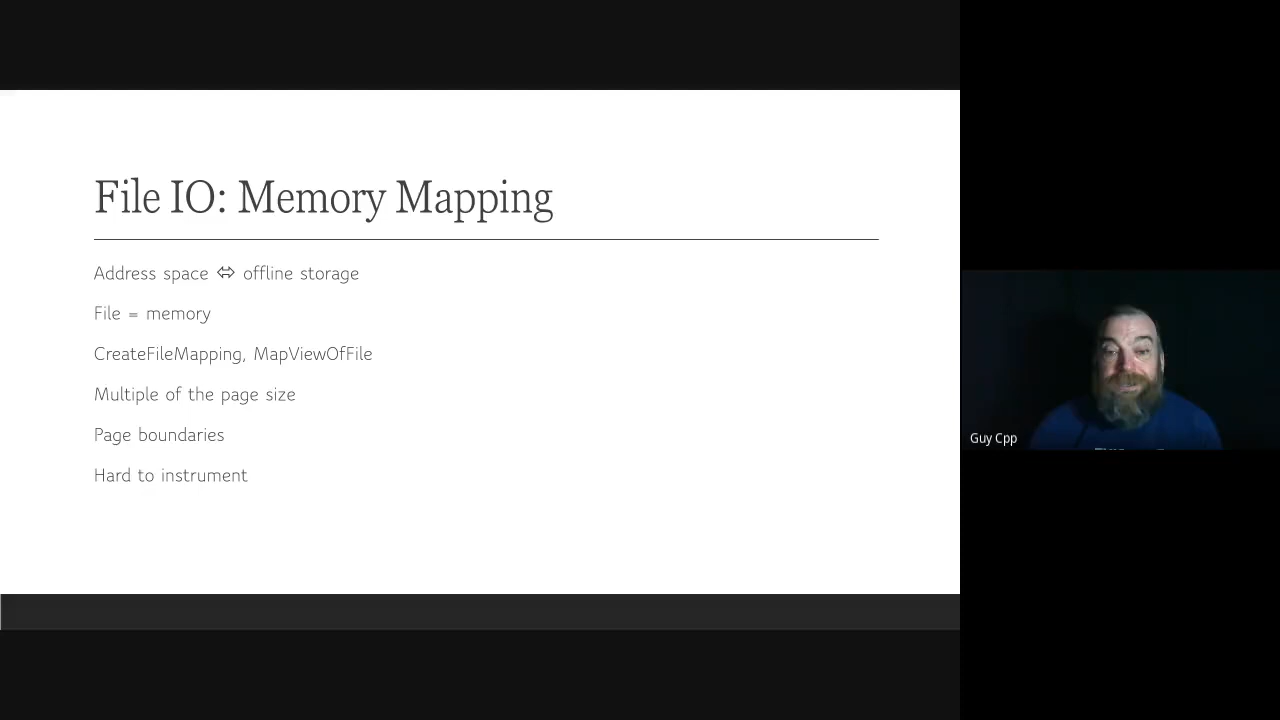 File IO: Memory Mapping
Address space ⬄ offline storage
File = memory
CreateFileMapping, MapViewOfFile
Multiple of the page size
Page boundaries
Hard to instrument
Guy Cpp